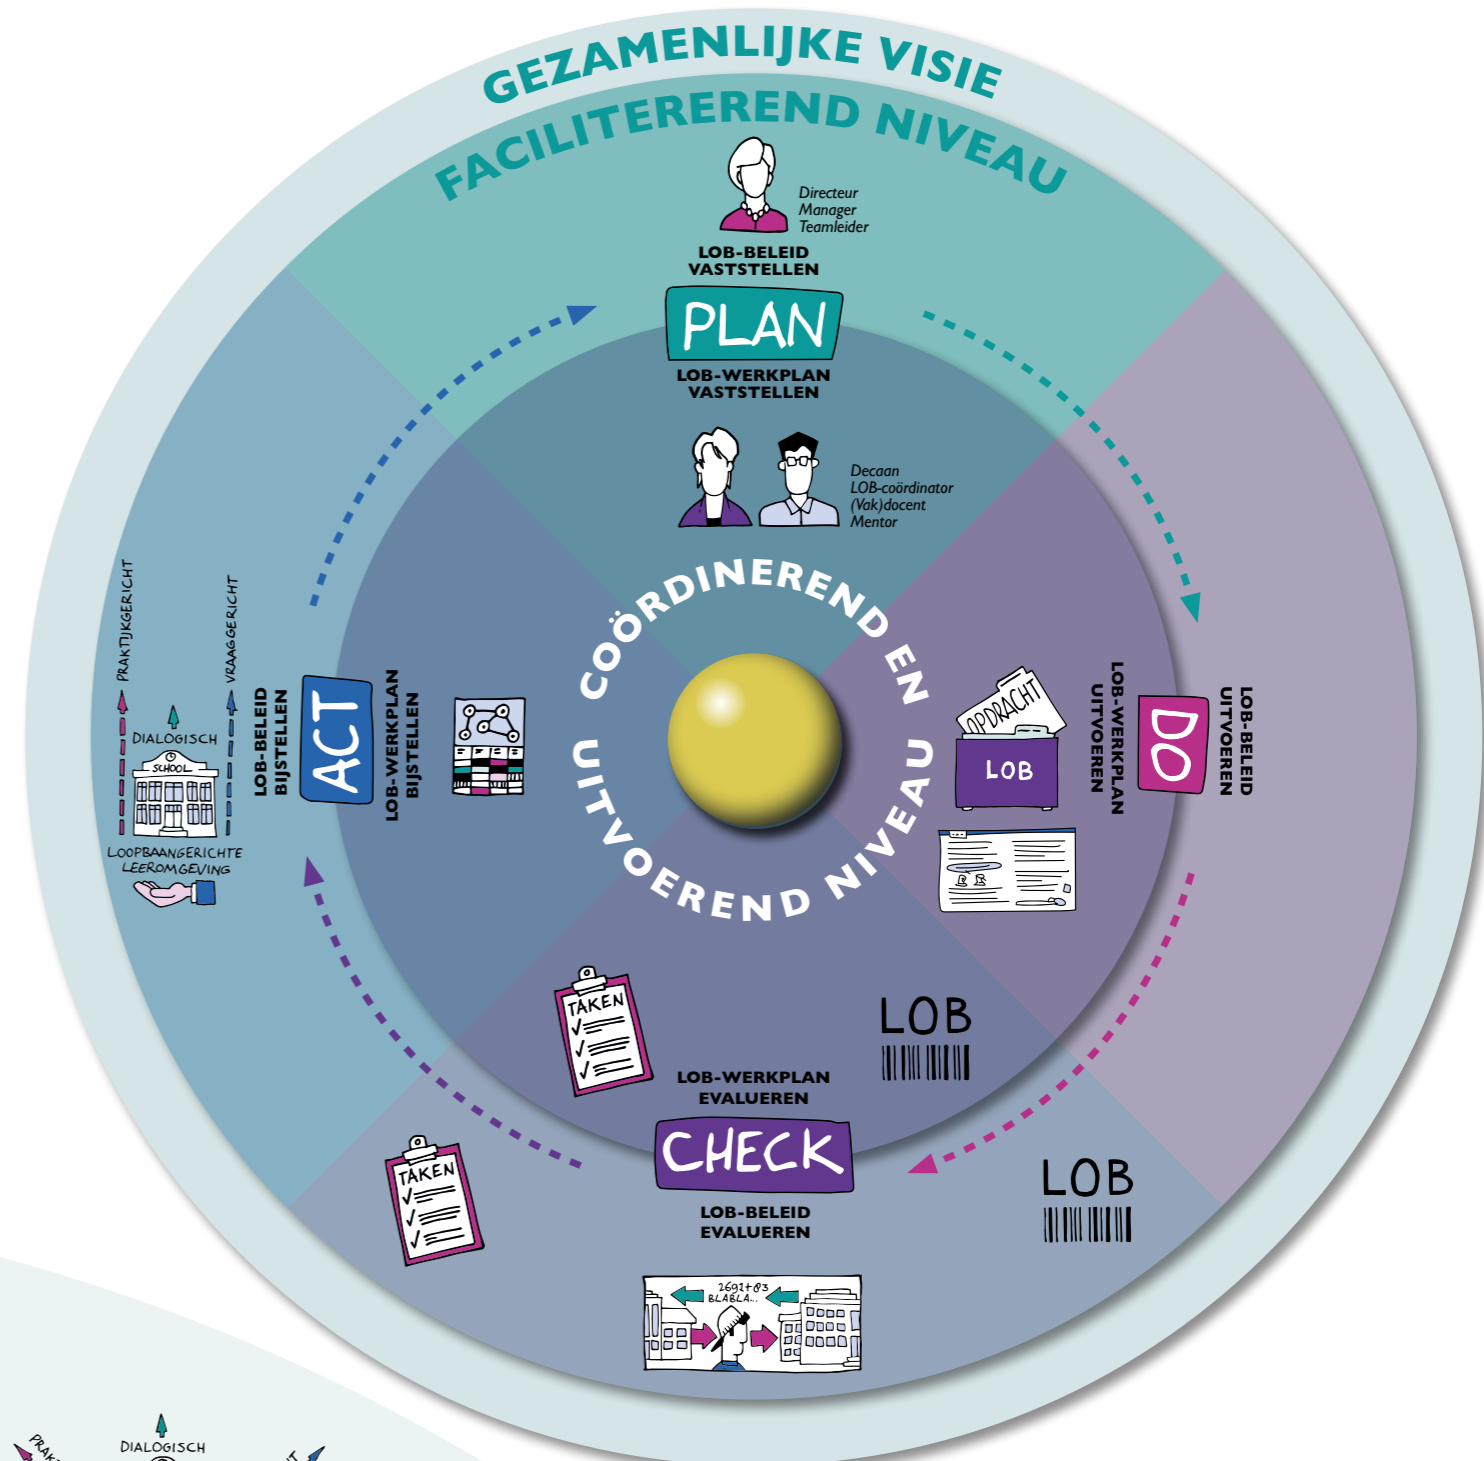 GEZAMENLIJKE VISIE
FACILITEREREND NIVEAU
Directeur
Manager
Teamleider
LOB-BELEID
VASTSTELLEN
PLAN
LOB-WERKPLAN
VASTSTELLEN
Decaan
LOB-coördinator
(Vak)docent
Mentor
COÖRDINEREND EN
UITVOEREND NIVEAU
OPDRACHT
LOB
LOB-WERKPLAN
UITVOEREN
DO
LOB-BELEID
UITVOEREN
PRAKTIJKGERICHT
VRAAGGERICHT
DIALOGISCH
SCHOOL
LOOPBAANGERICHTE
LEEROMGEVING
LOB-BELEID
BIJSTELLEN
ACT
LOB-WERKPLAN
BIJSTELLEN
TAKEN
LOB
LOB-WERKPLAN
EVALUEREN
CHECK
LOB-BELEID
EVALUEREN
TAKEN
LOB
2692+83
BLABLA...
DIALOGISCH